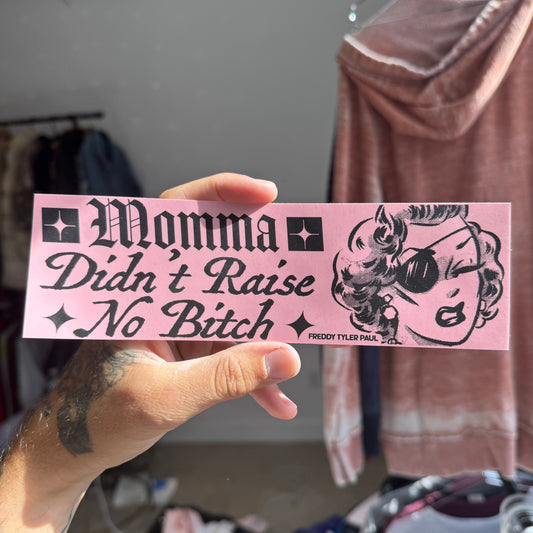 Momma
Didn't Raise
No Bitch
FREDDY TYLER PAUL